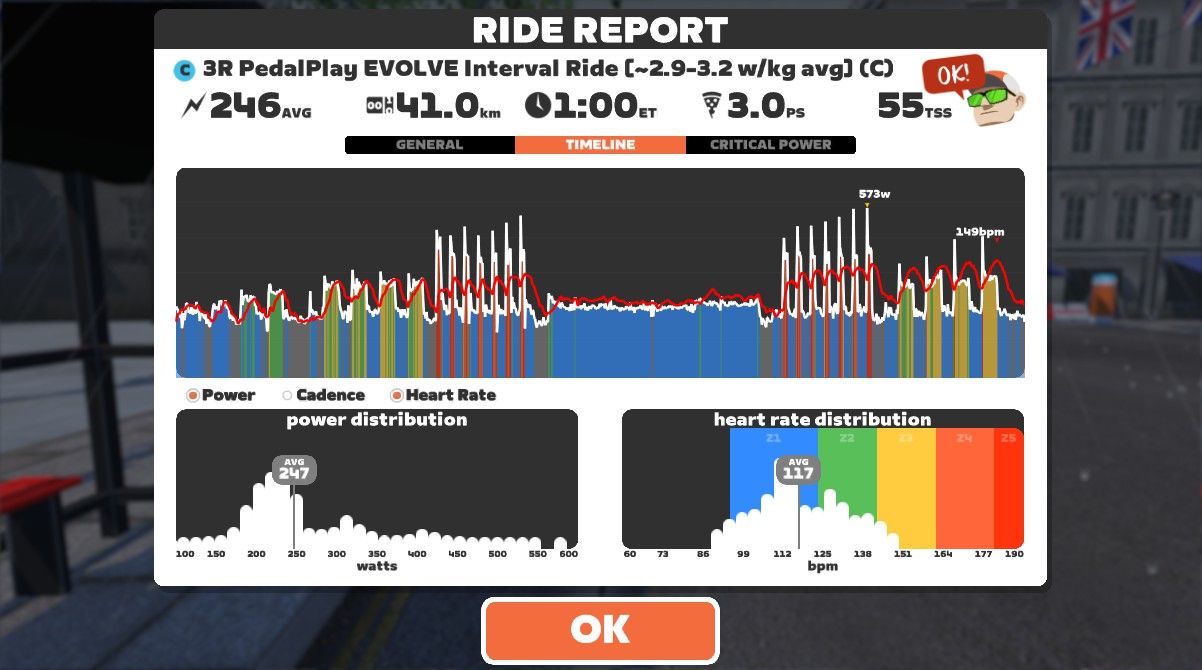 RIDE REPORT
C 3R PedalPlay EVOLVE Interval Ride [~2.9-3.2 w/kg avg] (C)
OK!
246AVG 41.0km 1:00ET 3.0PS 55TSS
GENERAL TIMELINE CRITICAL POWER
573w
149bpm
Power Cadence Heart Rate
power distribution
AVG
247
100 150 200 250 300 350 400 450 500 550 600
watts
heart rate distribution
Z1 Z2 Z3 Z4 Z5
AVG
117
60 73 86 99 112 125 138 151 164 177 190
bpm
OK